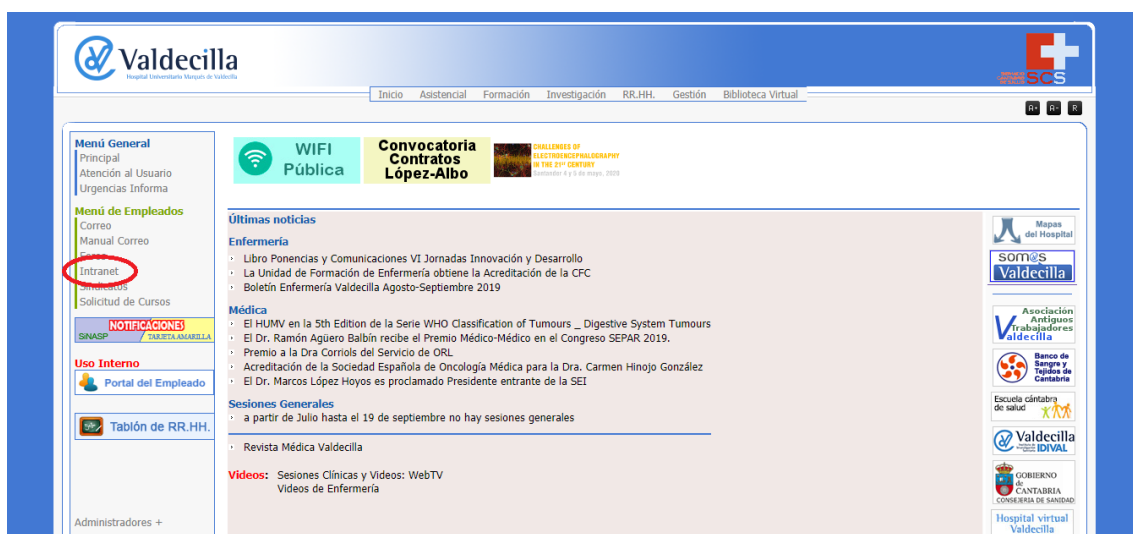 Valdecilla
Hospital Universitario Marqués de Valdecilla
SCS
Inicio Asistencial Formación Investigación RR.HH. Gestión Biblioteca Virtual
A+ A- R
Menú General
Principal
Atención al Usuario
Urgencias Informa
Menú de Empleados
Correo
Manual Correo
Intranet
Sindicatos
Solicitud de Cursos
NOTIFICACIONES
SiNASP TARJETA AMARILLA
Uso Interno
Portal del Empleado
Tablón de RR.HH.
Administradores +
WIFI
Pública
Convocatoria
Contratos
López-Albo
CHALLENGES OF
ELECTROENCEPHALOGRAPHY
IN THE 21st CENTURY
Santander 4 y 5 de mayo, 2020
Últimas noticias
Enfermería
Libro Ponencias y Comunicaciones VI Jornadas Innovación y Desarrollo
La Unidad de Formación de Enfermería obtiene la Acreditación de la CFC
Boletín Enfermería Valdecilla Agosto-Septiembre 2019
Médica
El HUMV en la 5th Edition de la Serie WHO Classification of Tumours _ Digestive System Tumours
El Dr. Ramón Agüero Balbín recibe el Premio Médico-Médico en el Congreso SEPAR 2019.
Premio a la Dra Corriols del Servicio de ORL
Acreditación de la Sociedad Española de Oncología Médica para la Dra. Carmen Hinojo González
El Dr. Marcos López Hoyos es proclamado Presidente entrante de la SEI
Sesiones Generales
a partir de Julio hasta el 19 de septiembre no hay sesiones generales
Revista Médica Valdecilla
Videos: Sesiones Clínicas y Videos: WebTV
Videos de Enfermería
Mapas
del Hospital
som@s
Valdecilla
Asociación
Antiguos
Trabajadores
Valdecilla
Banco de
Sangre y
Tejidos de
Cantabria
Escuela cántabra
de salud
Valdecilla
IDIVAL
GOBIERNO
de
CANTABRIA
CONSEJERIA DE SANIDAD
Hospital virtual
Valdecilla